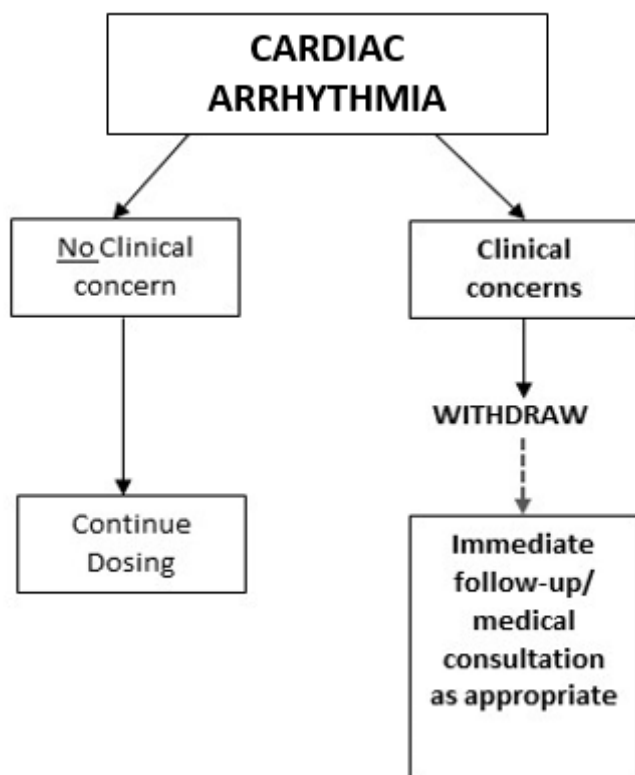 CARDIAC
ARRHYTHMIA
No Clinical
concern
Clinical
concerns
WITHDRAW
Continue
Dosing
Immediate
follow-up/
medical
consultation
as appropriate